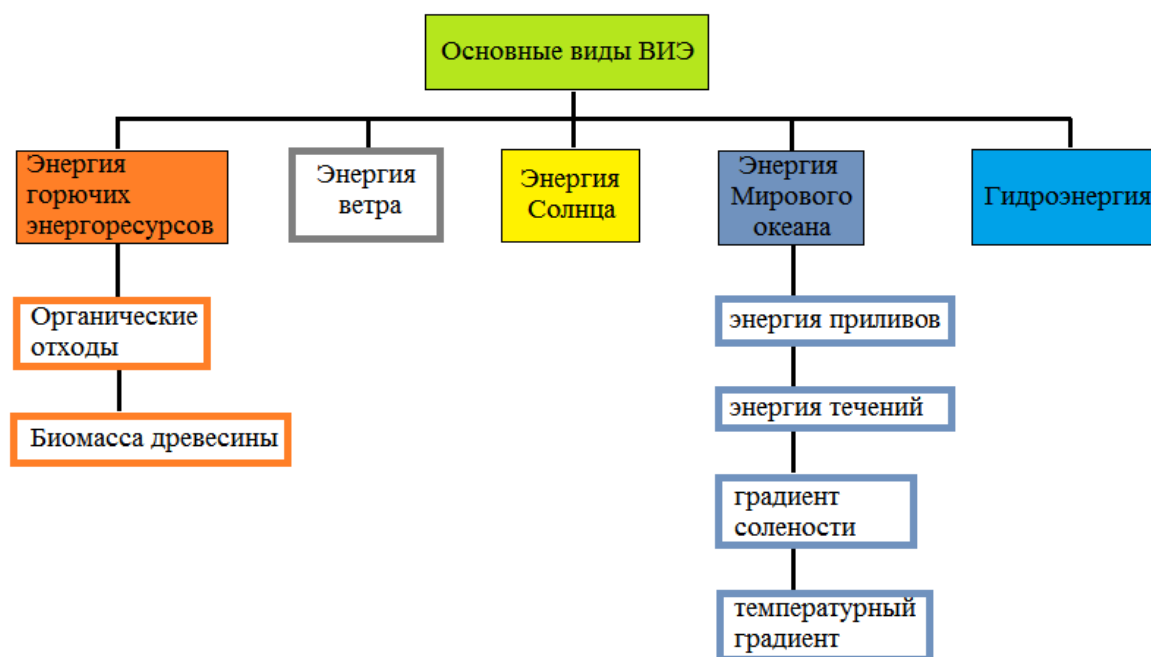 Основные виды ВИЭ
Энергия
горючих
энергоресурсов
Энергия
ветра
Энергия
Солнца
Энергия
Мирового
океана
Гидроэнергия
Органические
отходы
Биомасса древесины
энергия приливов
энергия течений
градиент
солености
температурный
градиент